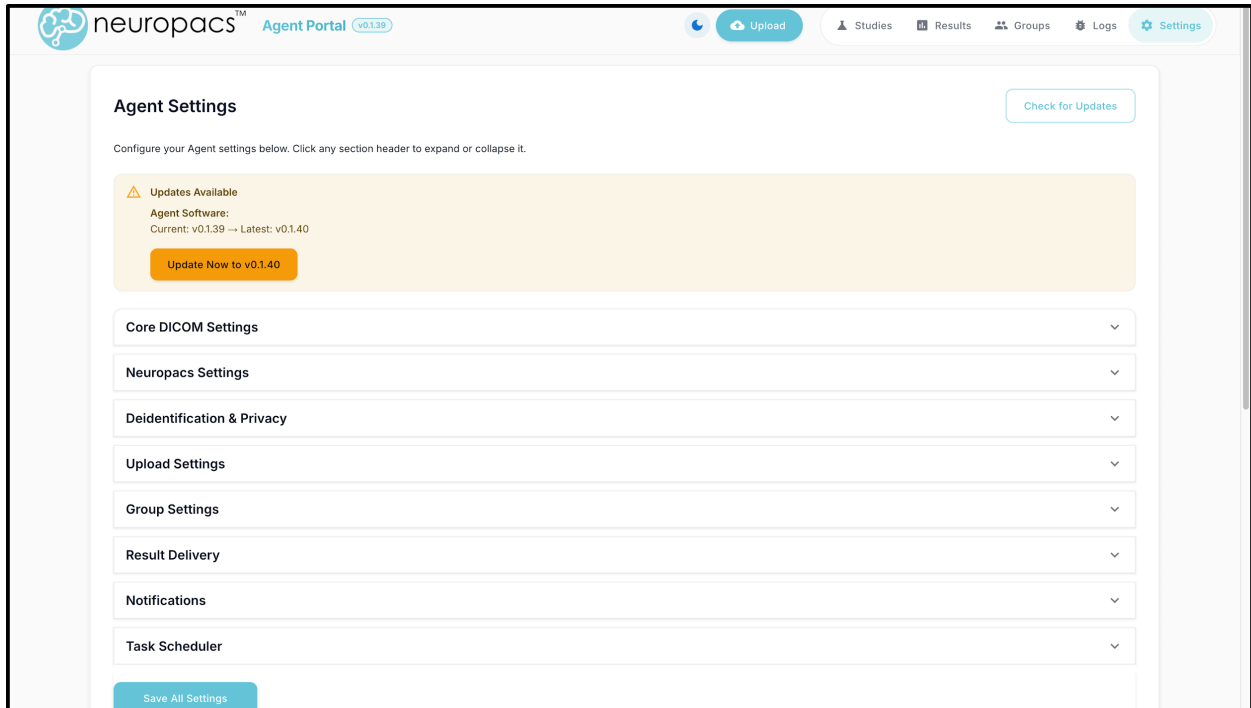 neuropacs™ Agent Portal v0.1.39 Upload Studies Results Groups Logs Settings
Agent Settings
Check for Updates
Configure your Agent settings below. Click any section header to expand or collapse it.
Updates Available
Agent Software:
Current: v0.1.39 → Latest: v0.1.40
Update Now to v0.1.40
Core DICOM Settings
Neuropacs Settings
Deidentification & Privacy
Upload Settings
Group Settings
Result Delivery
Notifications
Task Scheduler
Save All Settings